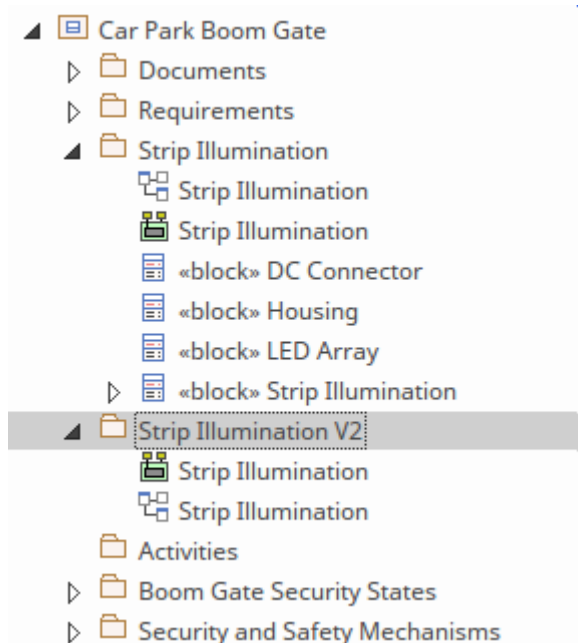 Car Park Boom Gate
Documents
Requirements
Strip Illumination
Strip Illumination
Strip Illumination
«block» DC Connector
«block» Housing
«block» LED Array
«block» Strip Illumination
Strip Illumination V2
Strip Illumination
Strip Illumination
Activities
Boom Gate Security States
Security and Safety Mechanisms